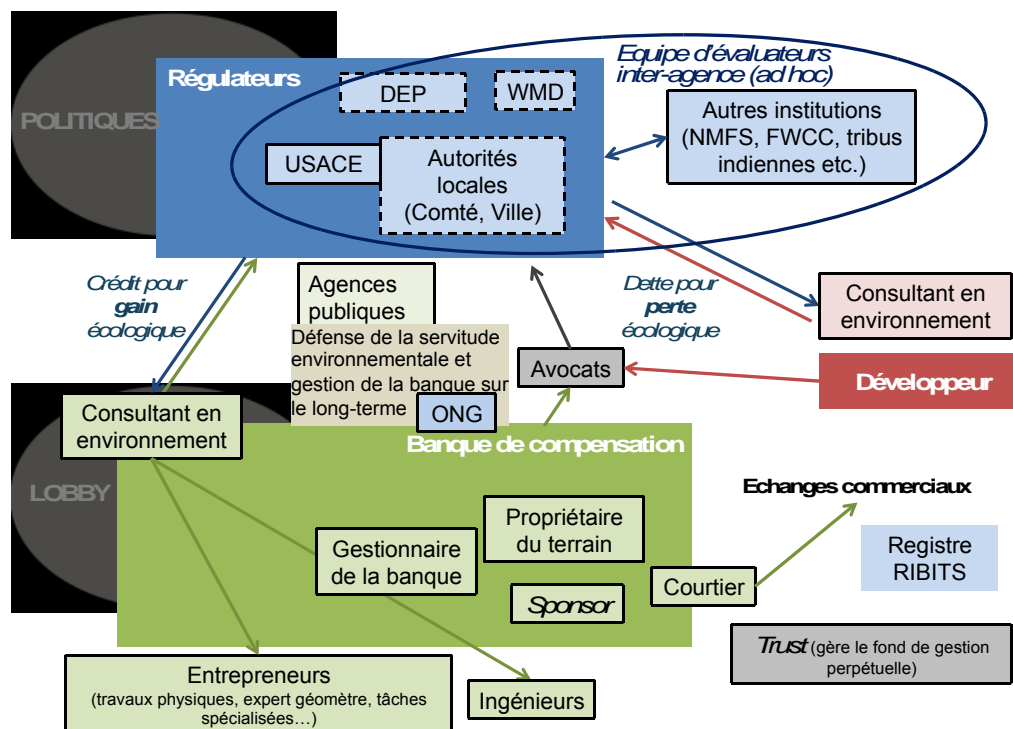 Equipe d'évaluateurs
inter-agence (ad hoc)
Régulateurs
DEP
WMD
POLITIQUES
Autres institutions
(NMFS, FWCC, tribus
indiennes etc.)
USACE
Autorités
locales
(Comté, Ville)
Crédit pour
gain
écologique
Agences
publiques
Dette pour
perte
écologique
Consultant en
environnement
Défense de la servitude
environnementale et
gestion de la banque sur
le long-terme
ONG
Avocats
Développeur
Consultant en
environnement
Banque de compensation
LOBBY
Echanges commerciaux
Propriétaire
du terrain
Gestionnaire
de la banque
Registre
RIBITS
Sponsor
Courtier
Trust (gère le fond de gestion
perpétuelle)
Entrepreneurs
(travaux physiques, expert géomètre, tâches
spécialisées…)
Ingénieurs